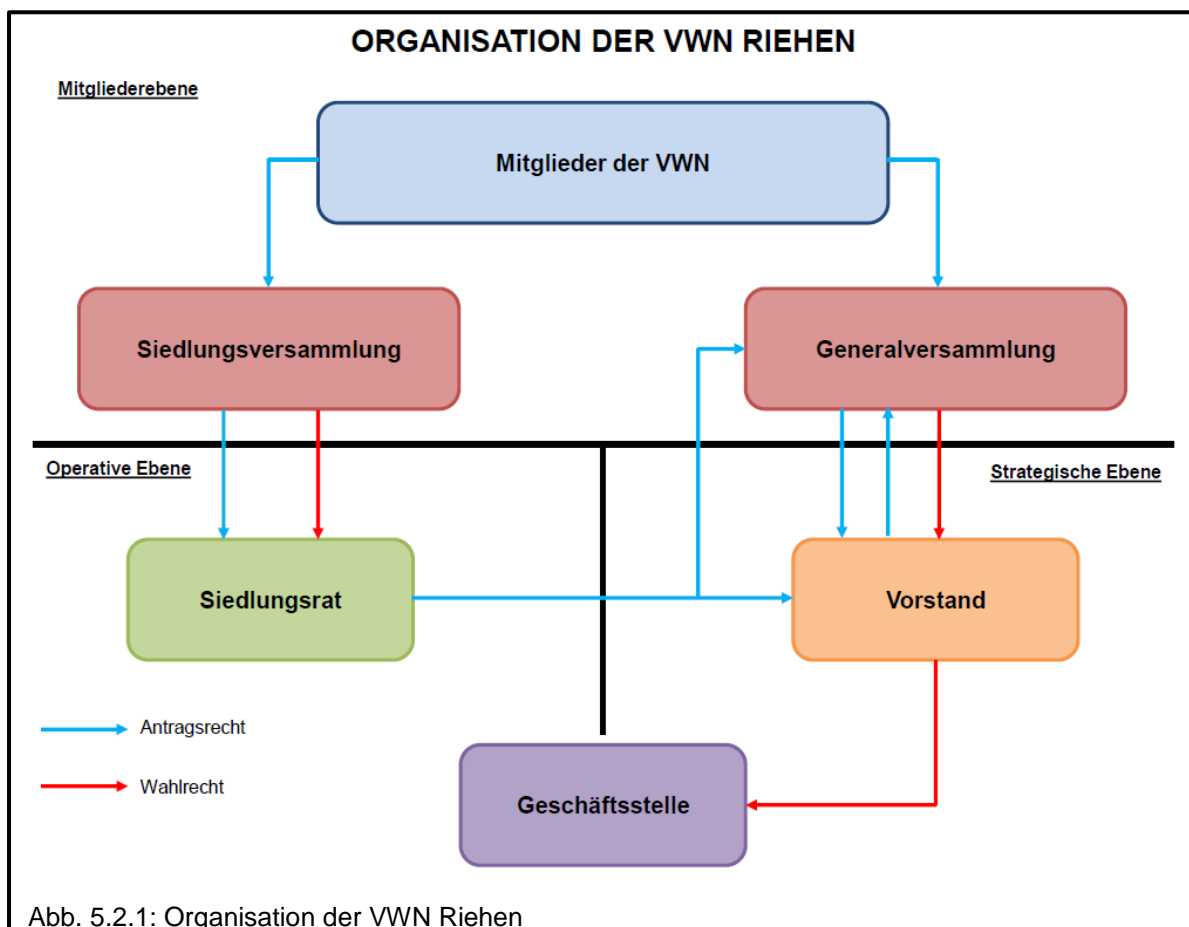 ORGANISATION DER VWN RIEHEN
Mitgliederebene
Mitglieder der VWN
Siedlungsversammlung
Generalversammlung
Operative Ebene
Strategische Ebene
Siedlungsrat
Vorstand
Antragsrecht
Wahlrecht
Geschäftsstelle
Abb. 5.2.1: Organisation der VWN Riehen